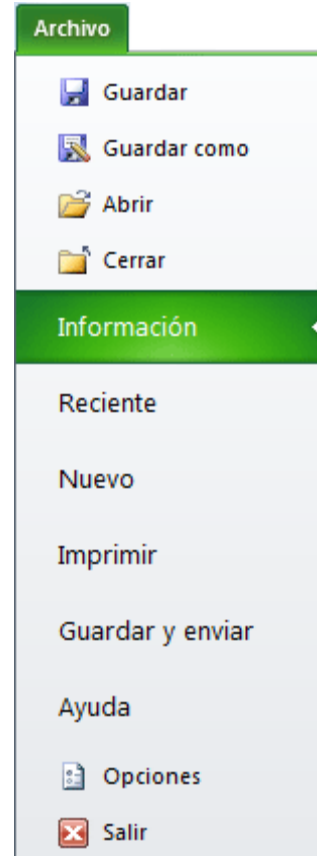 Archivo
Guardar
Guardar como
Abrir
Cerrar
Información
Reciente
Nuevo
Imprimir
Guardar y enviar
Ayuda
Opciones
Salir